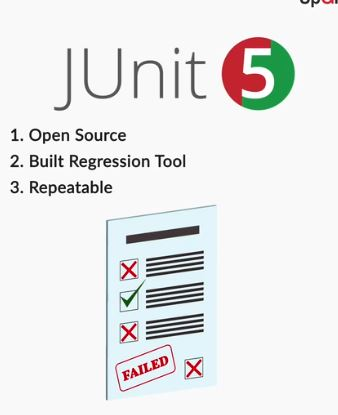 JUnit 5
1. Open Source
2. Built Regression Tool
3. Repeatable
FAILED